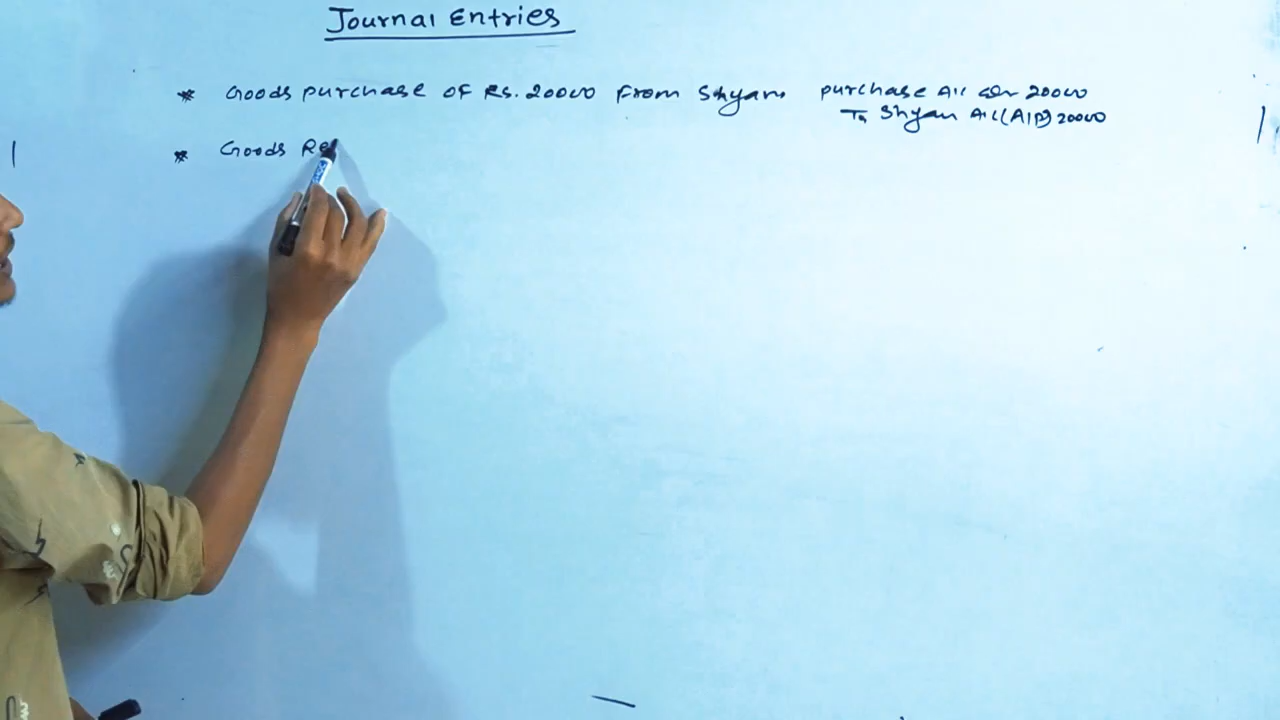 Journal Entries
* Goods purchase of Rs. 20000 from Shyam purchase A/c Dr 20000
To Shyam A/c (A/P) 20000
* Goods Re